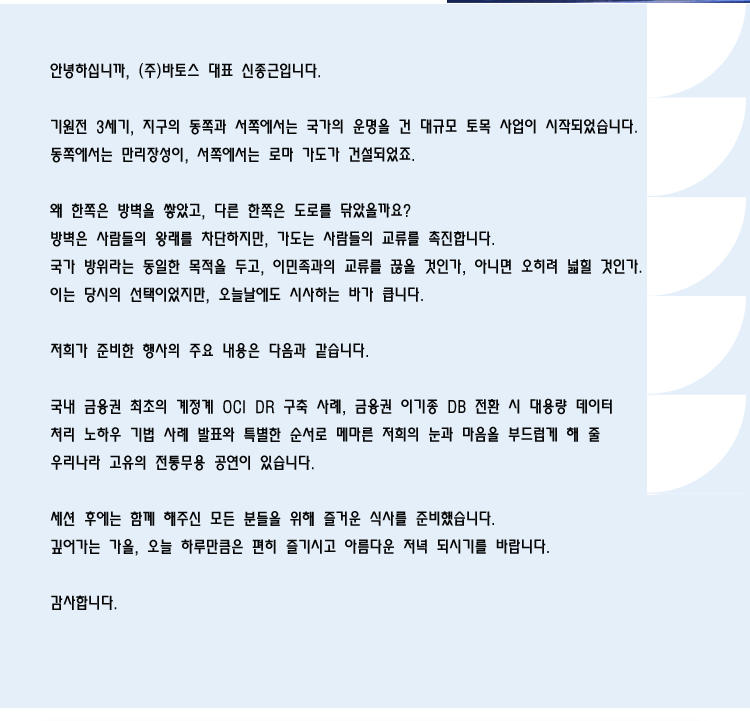 안녕하십니까, (주)바토스 대표 신종근입니다.
기원전 3세기, 지구의 동쪽과 서쪽에서는 국가의 운명을 건 대규모 토목 사업이 시작되었습니다.
동쪽에서는 만리장성이, 서쪽에서는 로마 가도가 건설되었죠.
왜 한쪽은 방벽을 쌓았고, 다른 한쪽은 도로를 닦았을까요?
방벽은 사람들의 왕래를 차단하지만, 가도는 사람들의 교류를 촉진합니다.
국가 방위라는 동일한 목적을 두고, 이민족과의 교류를 끊을 것인가, 아니면 오히려 넓힐 것인가.
이는 당시의 선택이었지만, 오늘날에도 시사하는 바가 큽니다.
저희가 준비한 행사의 주요 내용은 다음과 같습니다.
국내 금융권 최초의 계정계 OCI DR 구축 사례, 금융권 이기종 DB 전환 시 대용량 데이터
처리 노하우 기법 사례 발표와 특별한 순서로 메마른 저희의 눈과 마음을 부드럽게 해 줄
우리나라 고유의 전통무용 공연이 있습니다.
세션 후에는 함께 해주신 모든 분들을 위해 즐거운 식사를 준비했습니다.
깊어가는 가을, 오늘 하루만큼은 편히 즐기시고 아름다운 저녁 되시기를 바랍니다.
감사합니다.